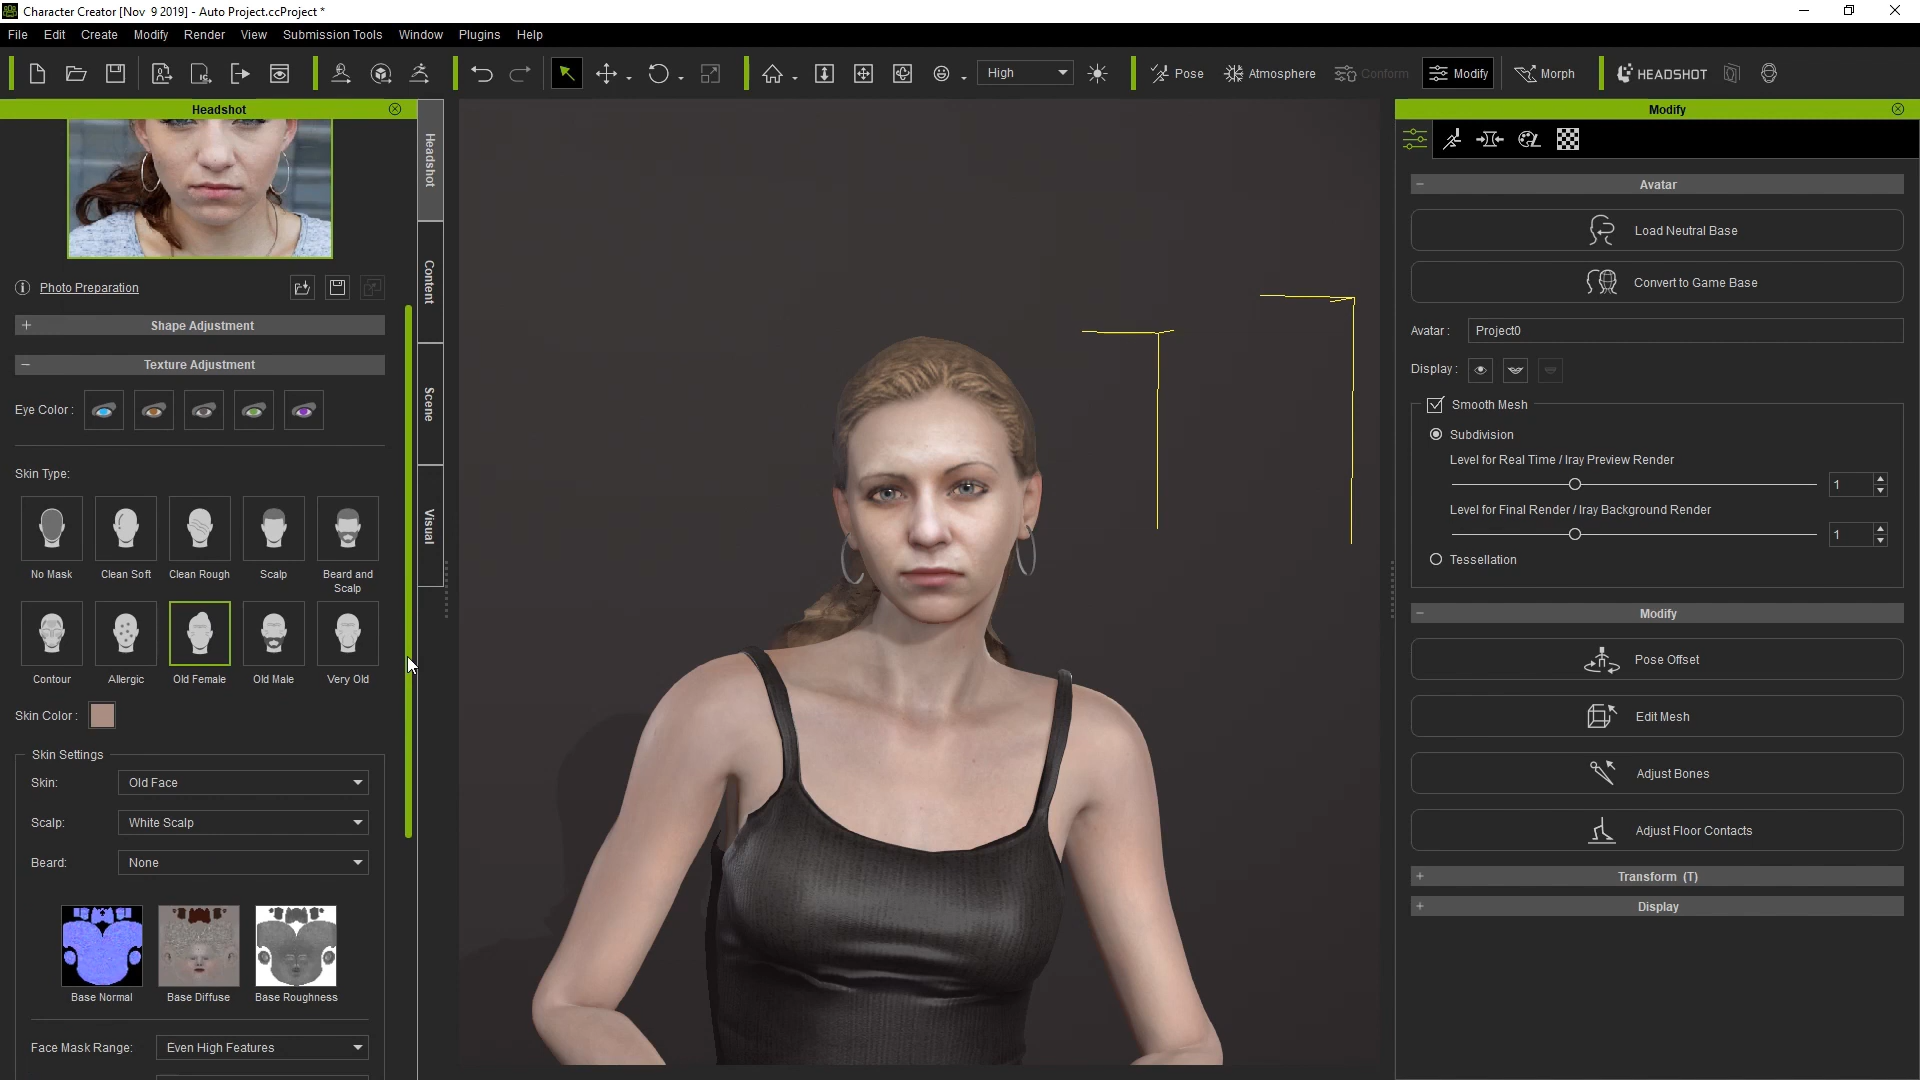 Character Creator [Nov  9 2019] - Auto Project.ccProject *
File Edit Create Modify Render View Submission Tools Window Plugins Help
High
Pose
Atmosphere
Conform
Modify
Morph
HEADSHOT
Headshot
Headshot
Content
Scene
Visual
Photo Preparation
+ Shape Adjustment
− Texture Adjustment
Eye Color :
Skin Type:
No Mask
Clean Soft
Clean Rough
Scalp
Beard and
Scalp
Contour
Allergic
Old Female
Old Male
Very Old
Skin Color :
Skin Settings
Skin: Old Face
Scalp: White Scalp
Beard: None
Base Normal
Base Diffuse
Base Roughness
Face Mask Range: Even High Features
Modify
− Avatar
Load Neutral Base
Convert to Game Base
Avatar : Project0
Display :
Smooth Mesh
Subdivision
Level for Real Time / Iray Preview Render
1
Level for Final Render / Iray Background Render
1
Tessellation
− Modify
Pose Offset
Edit Mesh
Adjust Bones
Adjust Floor Contacts
+ Transform (T)
+ Display